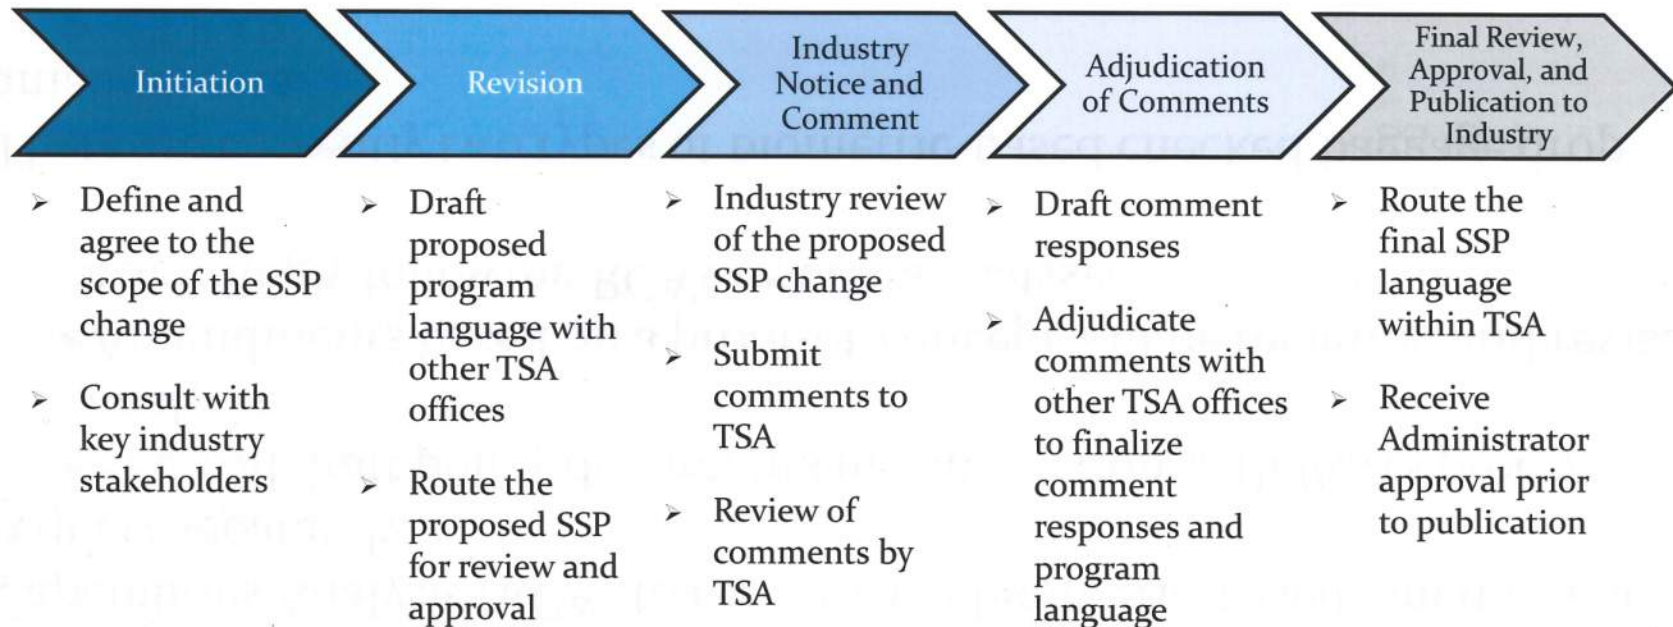 Initiation
Revision
Industry
Notice and
Comment
Adjudication
of Comments
Final Review,
Approval, and
Publication to
Industry
➢ Define and
agree to the
scope of the SSP
change
➢ Consult with
key industry
stakeholders
➢ Draft
proposed
program
language with
other TSA
offices
➢ Route the
proposed SSP
for review and
approval
➢ Industry review
of the proposed
SSP change
➢ Submit
comments to
TSA
➢ Review of
comments by
TSA
➢ Draft comment
responses
➢ Adjudicate
comments with
other TSA offices
to finalize
comment
responses and
program
language
➢ Route the
final SSP
language
within TSA
➢ Receive
Administrator
approval prior
to publication